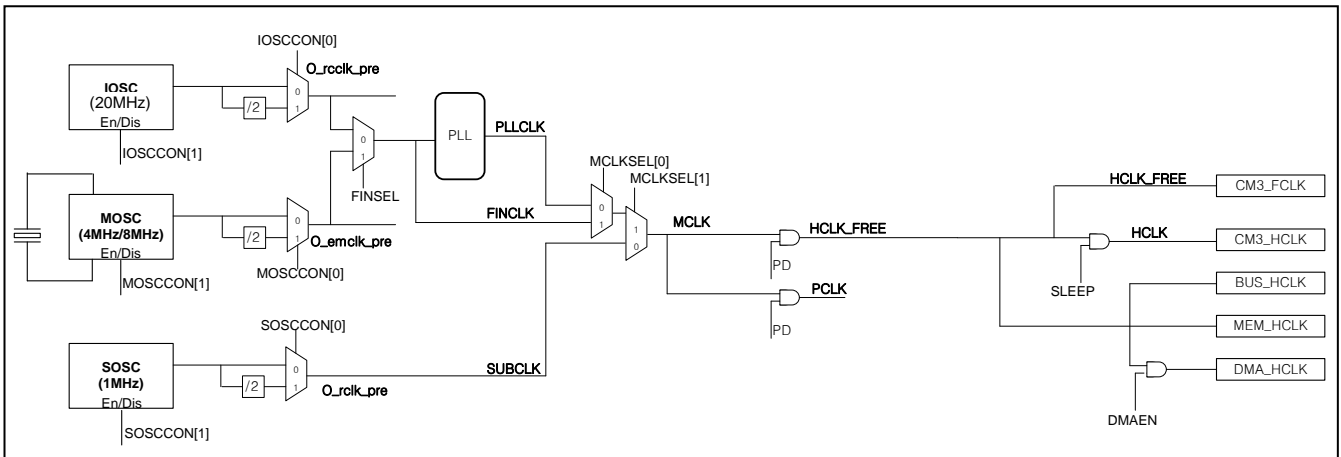 IOSCCON[0]
O_rcclk_pre
IOSC
(20MHz)
En/Dis
0
1
/2
IOSCCON[1]
PLL
PLLCLK
0
1
FINSEL
MCLKSEL[0]
MCLKSEL[1]
0
1
1
0
FINCLK
MOSC
(4MHz/8MHz)
En/Dis
0
1
/2
O_emclk_pre
MOSCCON[0]
MOSCCON[1]
MCLK
HCLK_FREE
PD
PCLK
PD
HCLK_FREE
CM3_FCLK
HCLK
CM3_HCLK
SLEEP
BUS_HCLK
MEM_HCLK
DMA_HCLK
DMAEN
SOSCCON[0]
SOSC
(1MHz)
En/Dis
0
1
/2
O_rclk_pre
SUBCLK
SOSCCON[1]